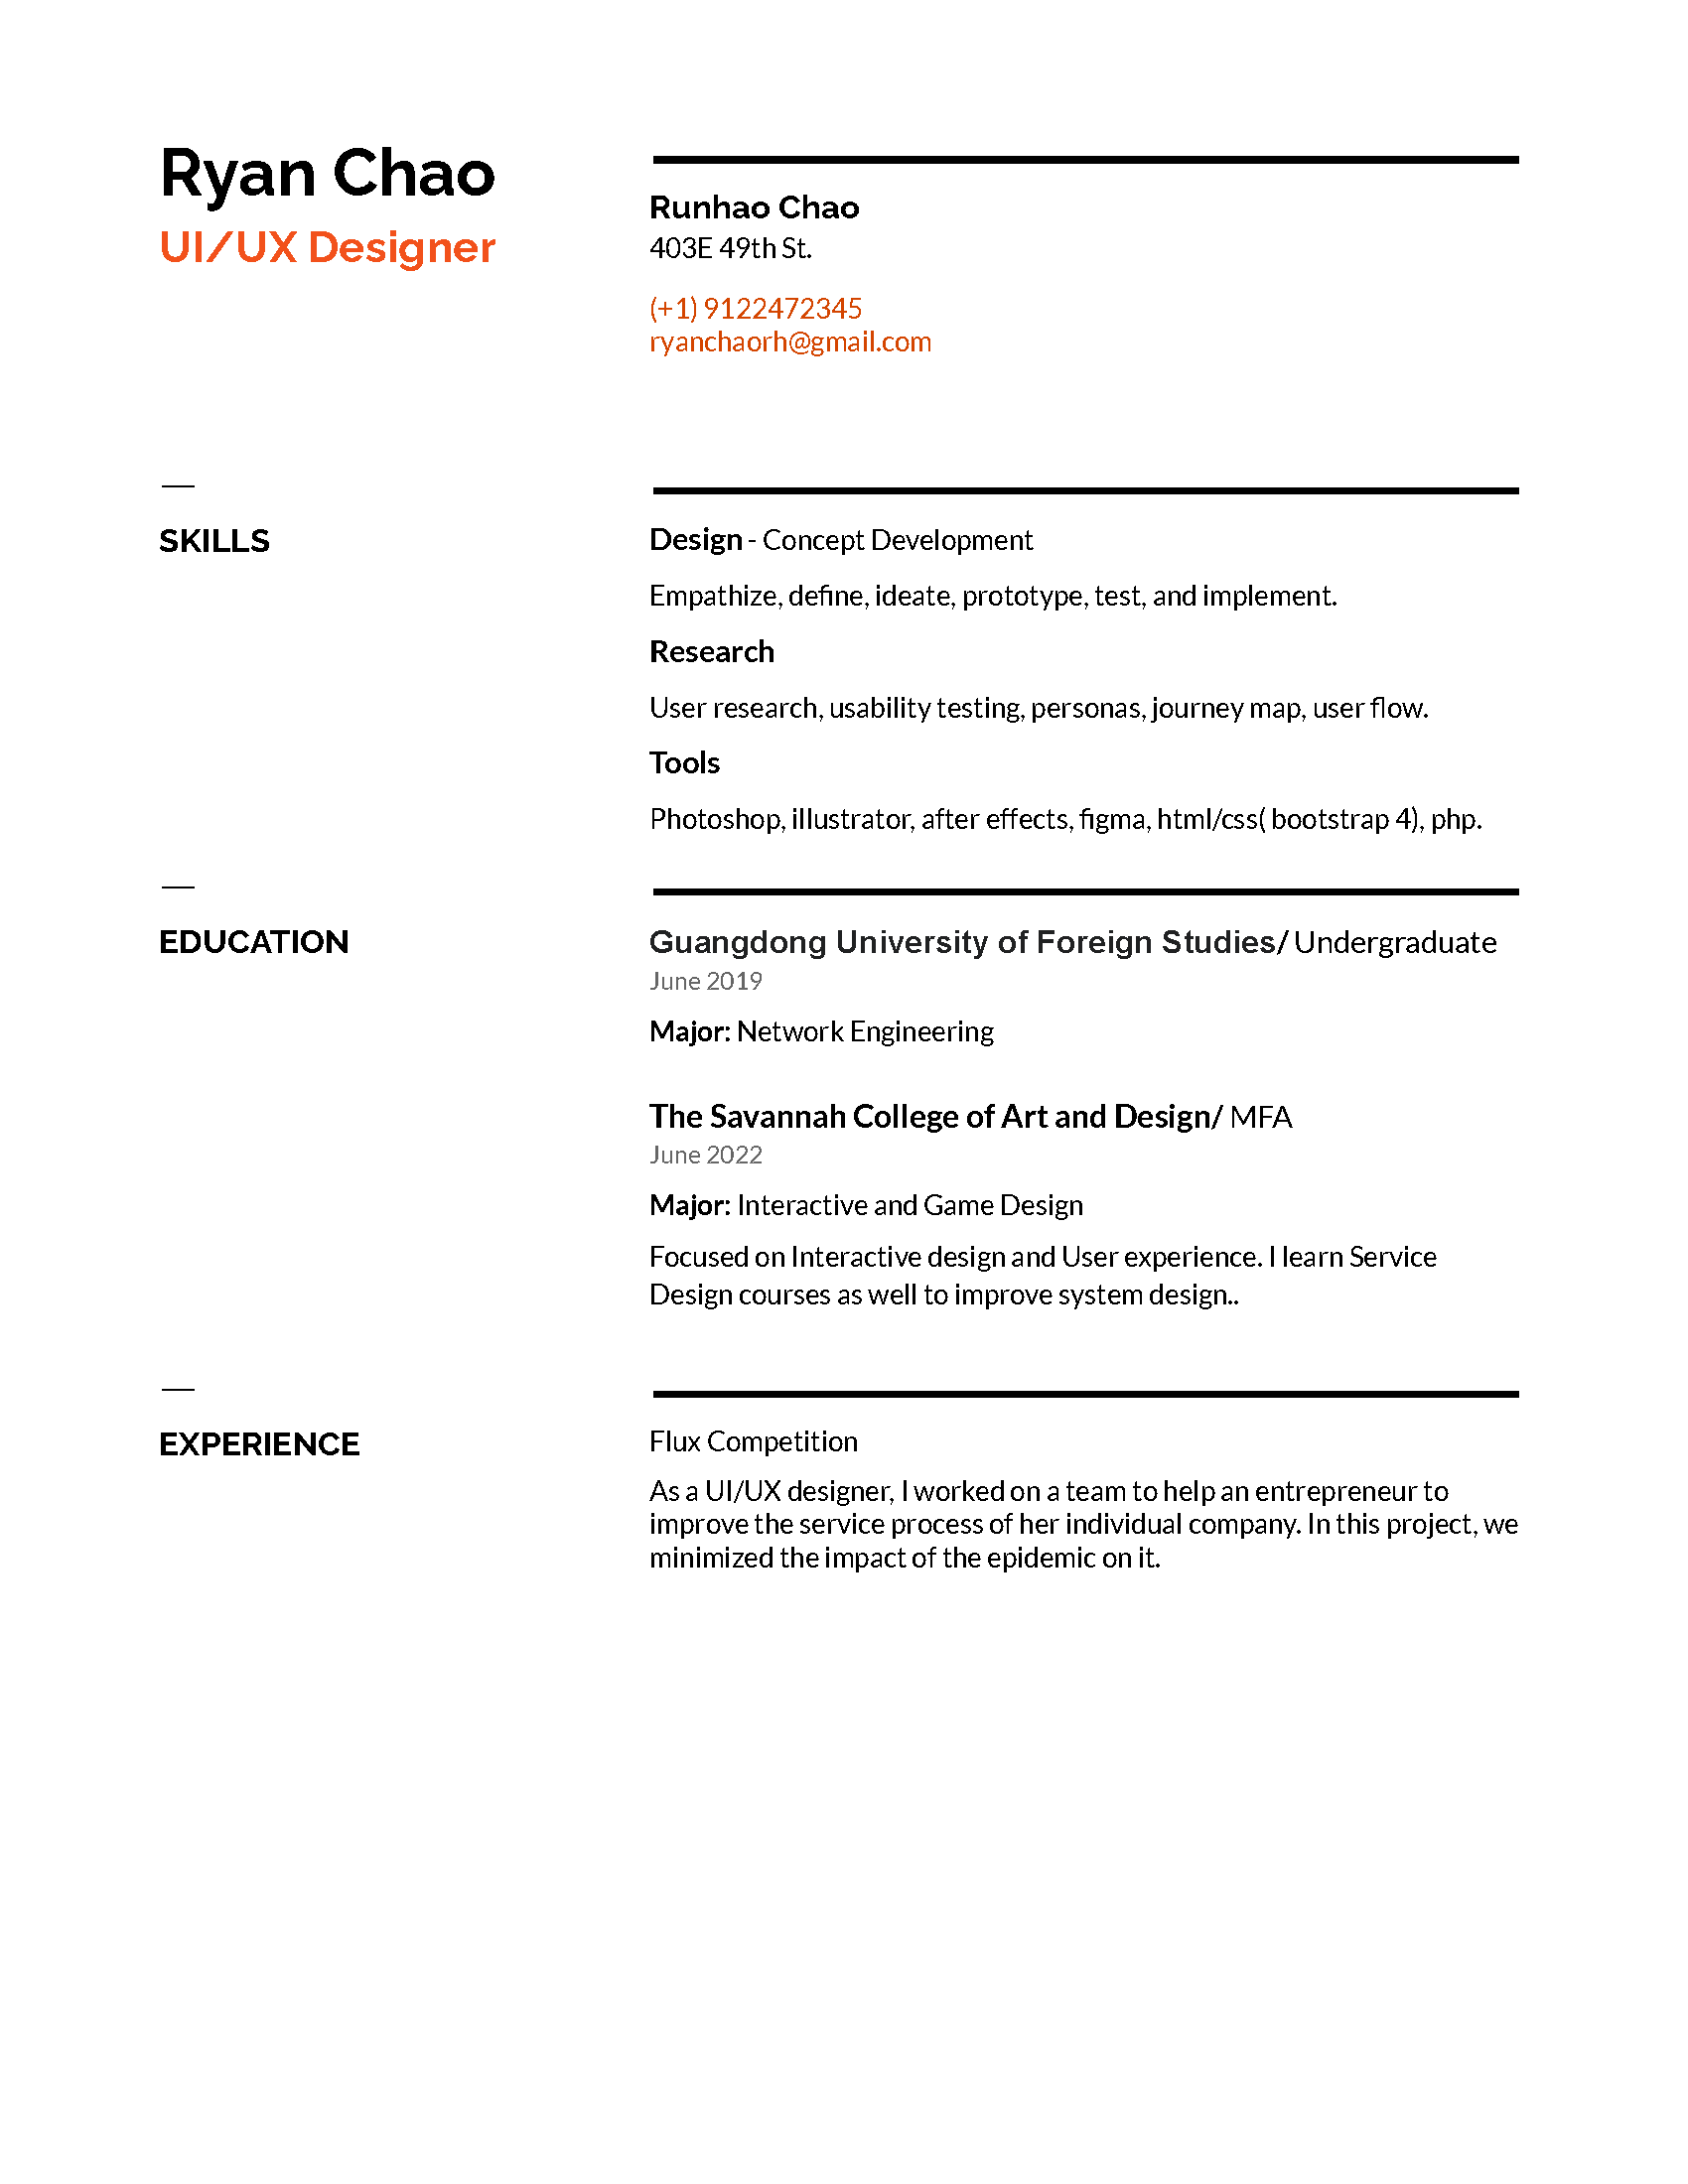 Ryan Chao
UI/UX Designer
Runhao Chao
403E 49th St.
(+1) 9122472345
ryanchaorh@gmail.com
—
SKILLS
Design - Concept Development
Empathize, define, ideate, prototype, test, and implement.
Research
User research, usability testing, personas, journey map, user flow.
Tools
Photoshop, illustrator, after effects, figma, html/css( bootstrap 4), php.
—
EDUCATION
Guangdong University of Foreign Studies/ Undergraduate
June 2019
Major: Network Engineering
The Savannah College of Art and Design/ MFA
June 2022
Major: Interactive and Game Design
Focused on Interactive design and User experience. I learn Service
Design courses as well to improve system design..
—
EXPERIENCE
Flux Competition
As a UI/UX designer, I worked on a team to help an entrepreneur to
improve the service process of her individual company. In this project, we
minimized the impact of the epidemic on it.